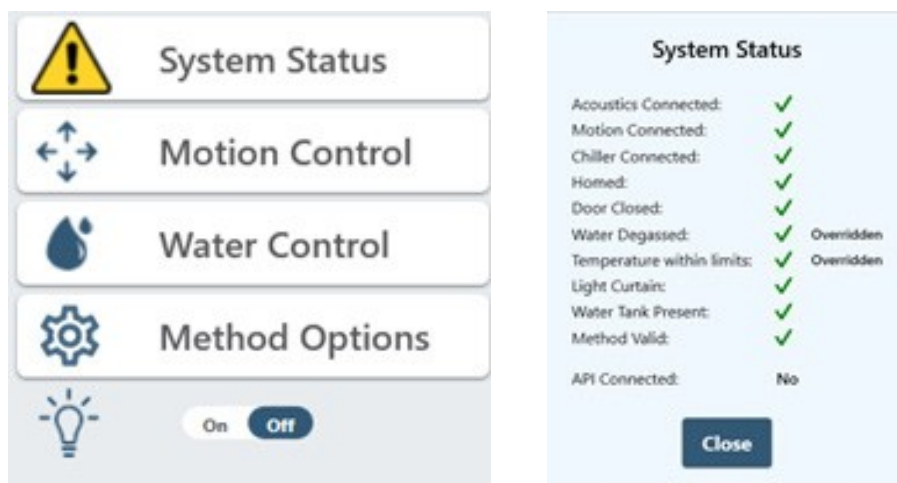 System Status
Motion Control
Water Control
Method Options
On Off
System Status
Acoustics Connected:
Motion Connected:
Chiller Connected:
Homed:
Door Closed:
Water Degassed: Overridden
Temperature within limits: Overridden
Light Curtain:
Water Tank Present:
Method Valid:
API Connected: No
Close